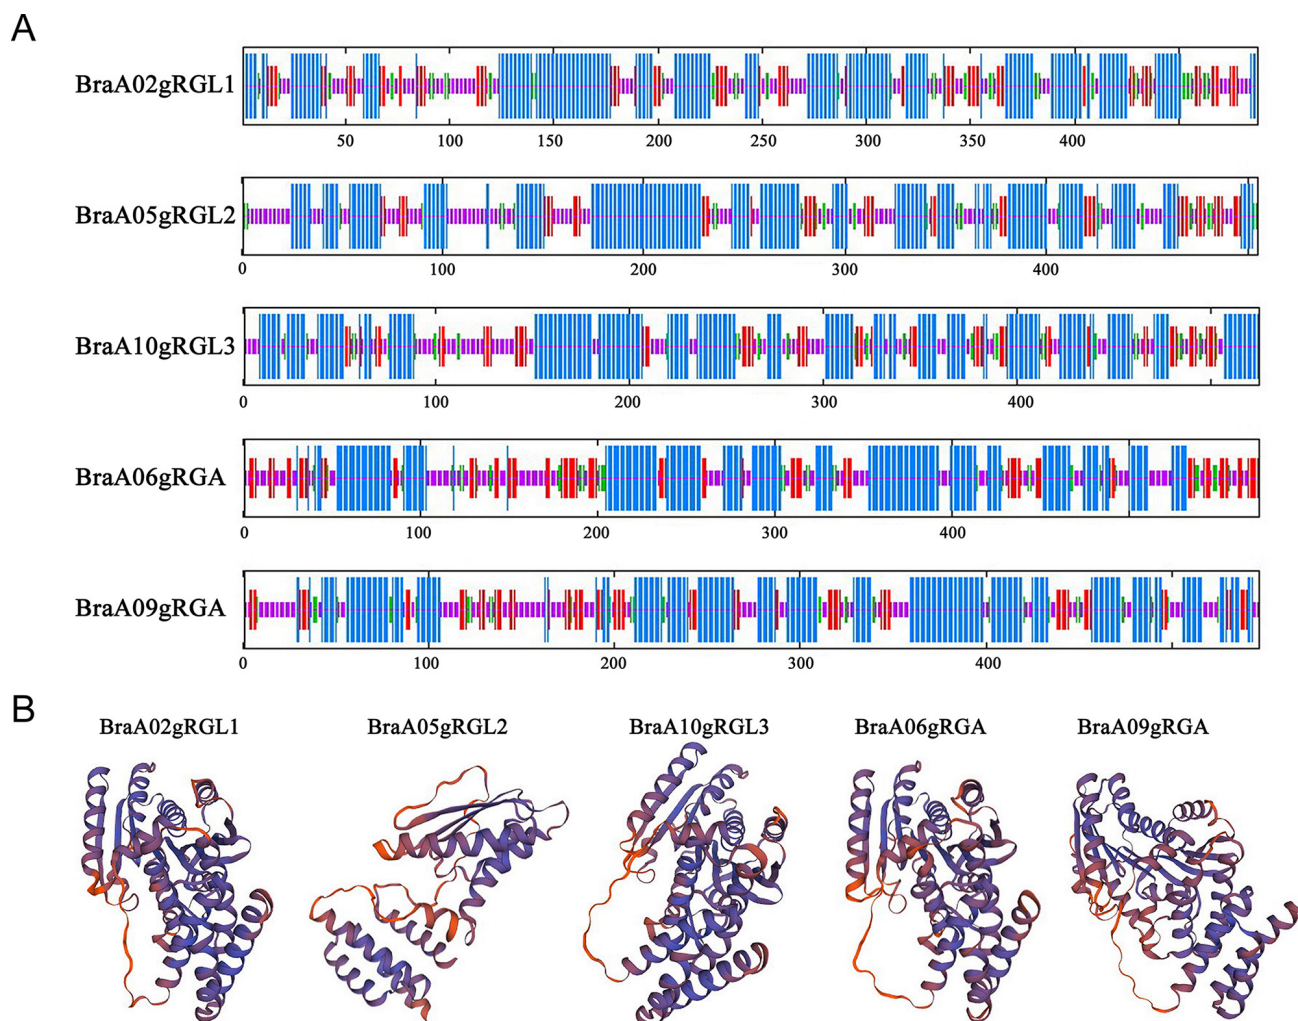 A
BraA02gRGL1
50 100 150 200 250 300 350 400
BraA05gRGL2
0 100 200 300 400
BraA10gRGL3
0 100 200 300 400
BraA06gRGA
0 100 200 300 400
BraA09gRGA
0 100 200 300 400
B
BraA02gRGL1 BraA05gRGL2 BraA10gRGL3 BraA06gRGA BraA09gRGA